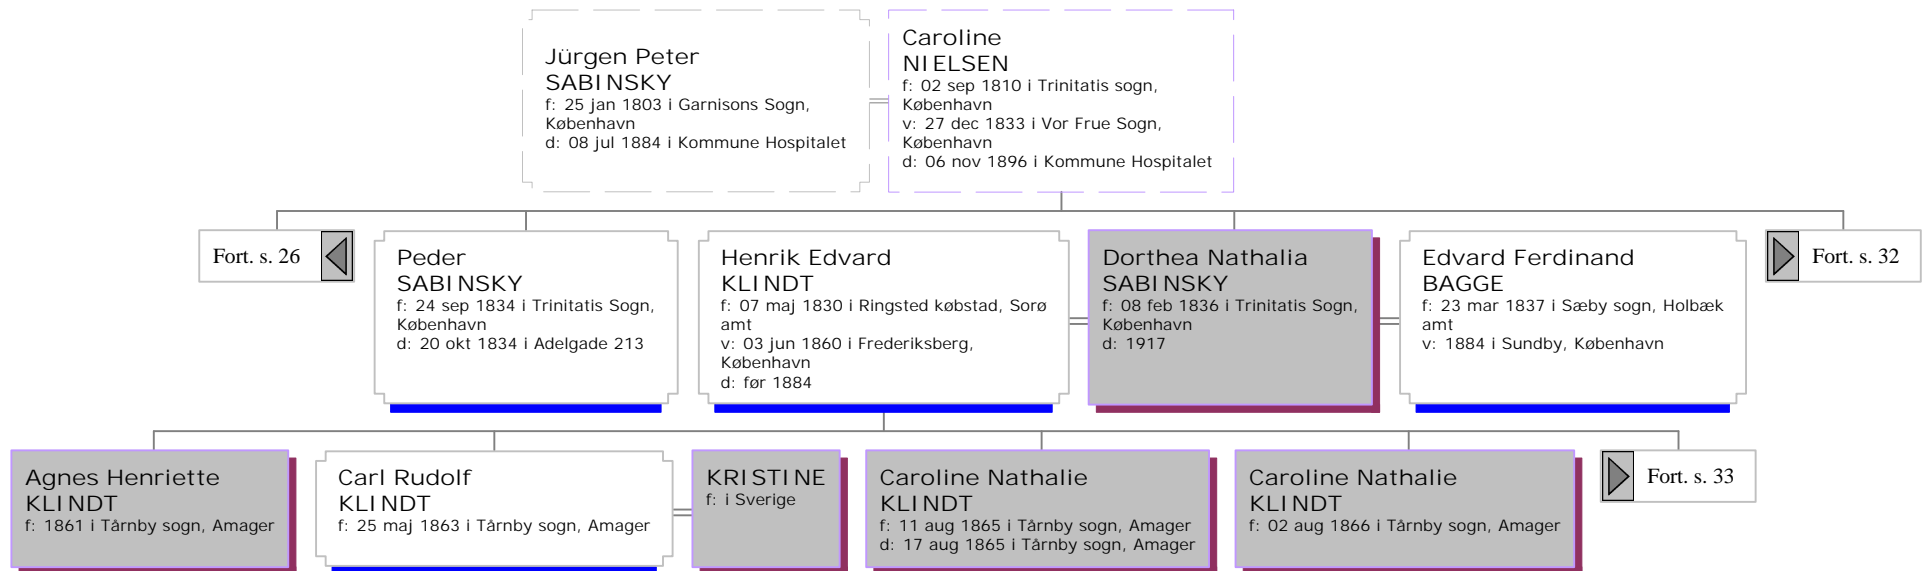 Jürgen Peter
SABINSKY
f: 25 jan 1803 i Garnisons Sogn,
København
d: 08 jul 1884 i Kommune Hospitalet
Caroline
NIELSEN
f: 02 sep 1810 i Trinitatis sogn,
København
v: 27 dec 1833 i Vor Frue Sogn,
København
d: 06 nov 1896 i Kommune Hospitalet
Fort. s. 26
Peder
SABINSKY
f: 24 sep 1834 i Trinitatis Sogn,
København
d: 20 okt 1834 i Adelgade 213
Henrik Edvard
KLINDT
f: 07 maj 1830 i Ringsted købstad, Sorø
amt
v: 03 jun 1860 i Frederiksberg,
København
d: før 1884
Dorthea Nathalia
SABINSKY
f: 08 feb 1836 i Trinitatis Sogn,
København
d: 1917
Edvard Ferdinand
BAGGE
f: 23 mar 1837 i Sæby sogn, Holbæk
amt
v: 1884 i Sundby, København
Fort. s. 32
Agnes Henriette
KLINDT
f: 1861 i Tårnby sogn, Amager
Carl Rudolf
KLINDT
f: 25 maj 1863 i Tårnby sogn, Amager
KRISTINE
f: i Sverige
Caroline Nathalie
KLINDT
f: 11 aug 1865 i Tårnby sogn, Amager
d: 17 aug 1865 i Tårnby sogn, Amager
Caroline Nathalie
KLINDT
f: 02 aug 1866 i Tårnby sogn, Amager
Fort. s. 33